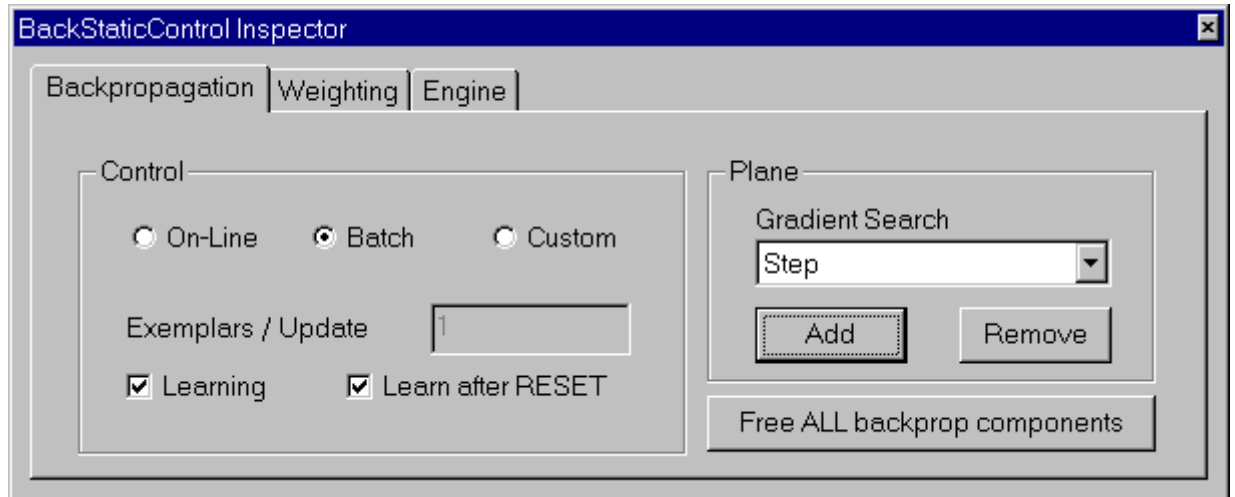 BackStaticControl Inspector
Backpropagation Weighting Engine
Control
On-Line Batch Custom
Exemplars / Update 1
Learning Learn after RESET
Plane
Gradient Search
Step
Add Remove
Free ALL backprop components